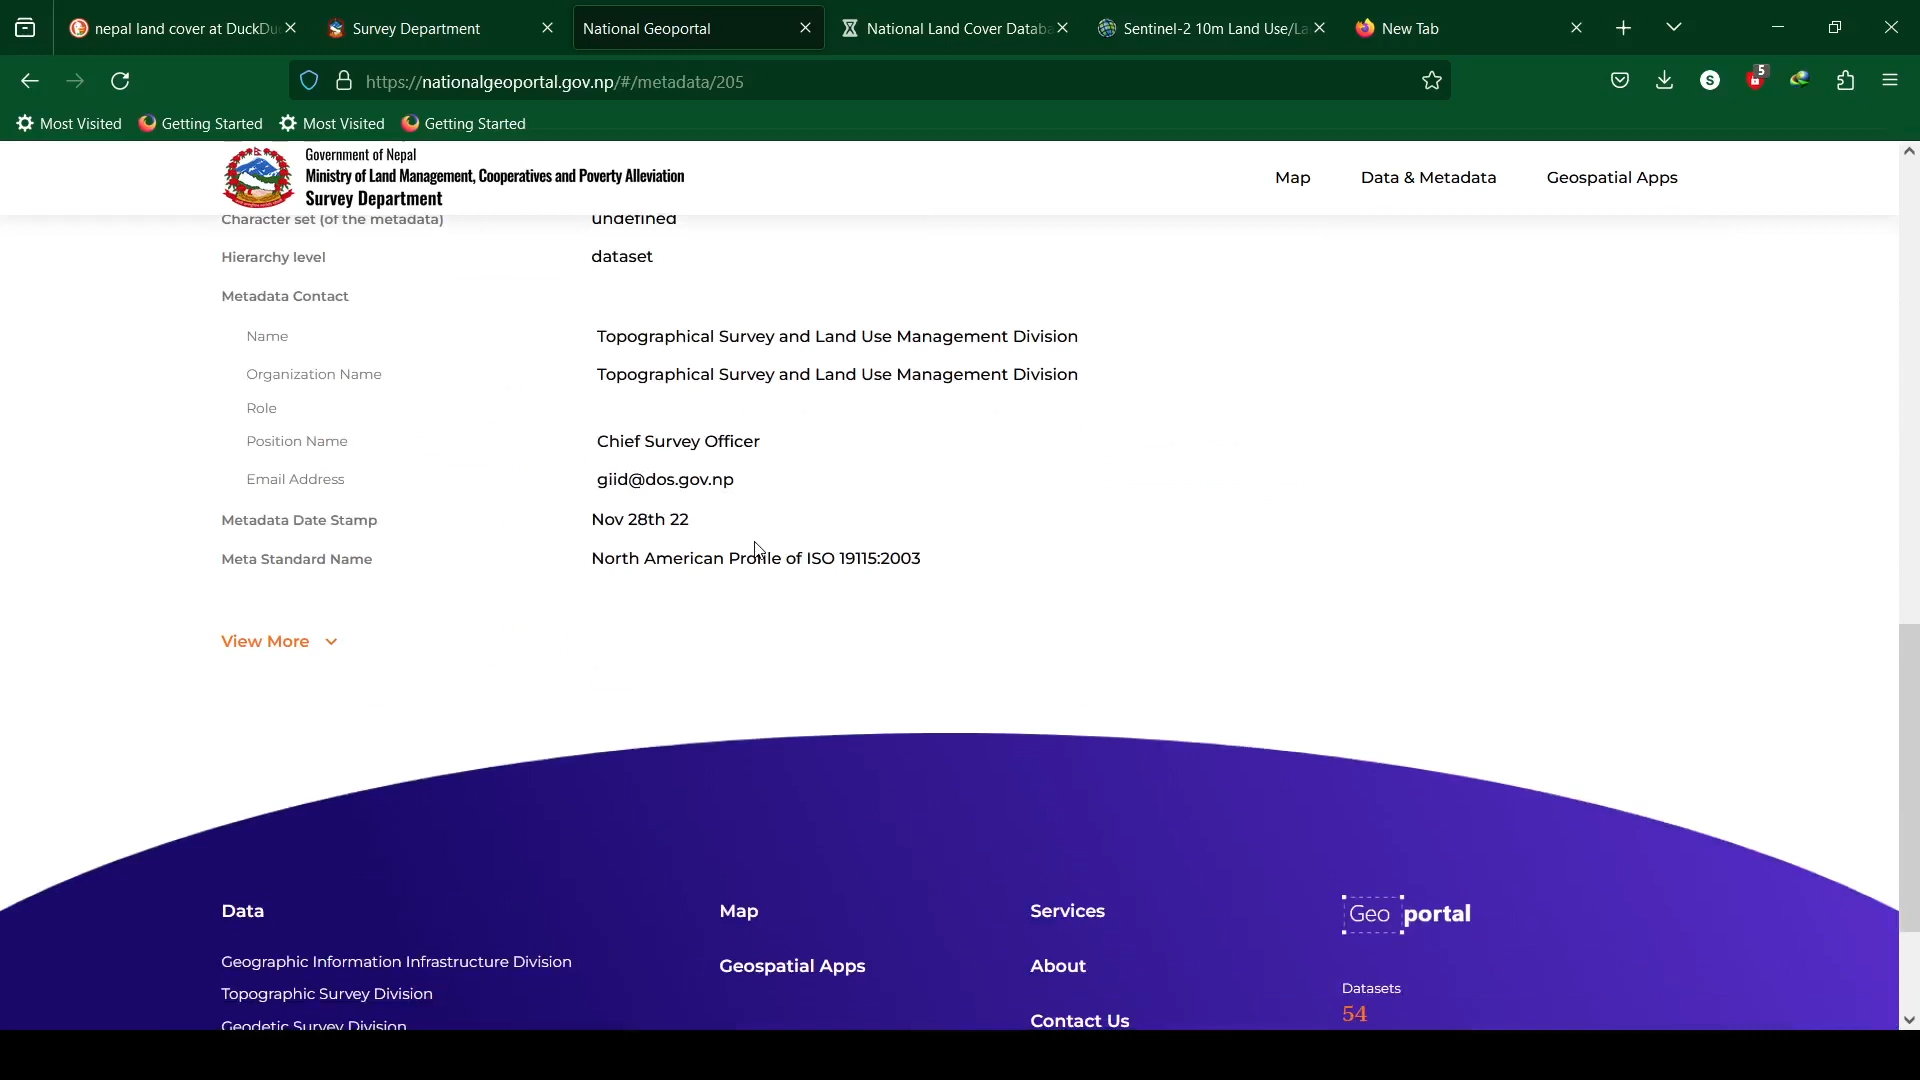 nepal land cover at DuckDu
Survey Department
National Geoportal
National Land Cover Databa
Sentinel-2 10m Land Use/La
New Tab
https://nationalgeoportal.gov.np/#/metadata/205
S
5
Most Visited
Getting Started
Most Visited
Getting Started
Government of Nepal
Ministry of Land Management, Cooperatives and Poverty Alleviation
Survey Department
Map
Data & Metadata
Geospatial Apps
Character set (of the metadata) undefined
Hierarchy level dataset
Metadata Contact
Name Topographical Survey and Land Use Management Division
Organization Name Topographical Survey and Land Use Management Division
Role
Position Name Chief Survey Officer
Email Address giid@dos.gov.np
Metadata Date Stamp Nov 28th 22
Meta Standard Name North American Profile of ISO 19115:2003
View More
Data
Map
Services
Geoportal
Geographic Information Infrastructure Division
Geospatial Apps
About
Topographic Survey Division
Datasets
54
Geodetic Survey Division
Contact Us